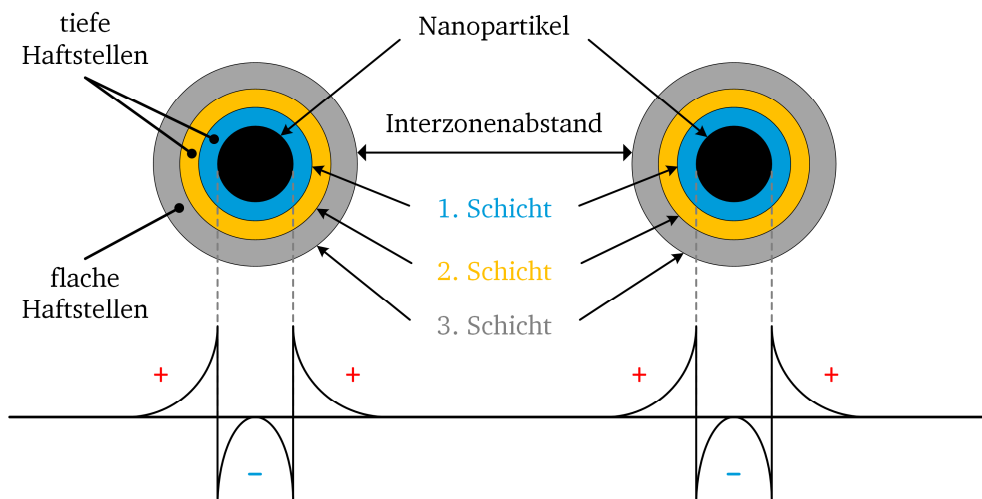 tiefe
Haftstellen
Nanopartikel
Interzonenabstand
1. Schicht
2. Schicht
flache
Haftstellen
3. Schicht
+
+
+
+
−
−